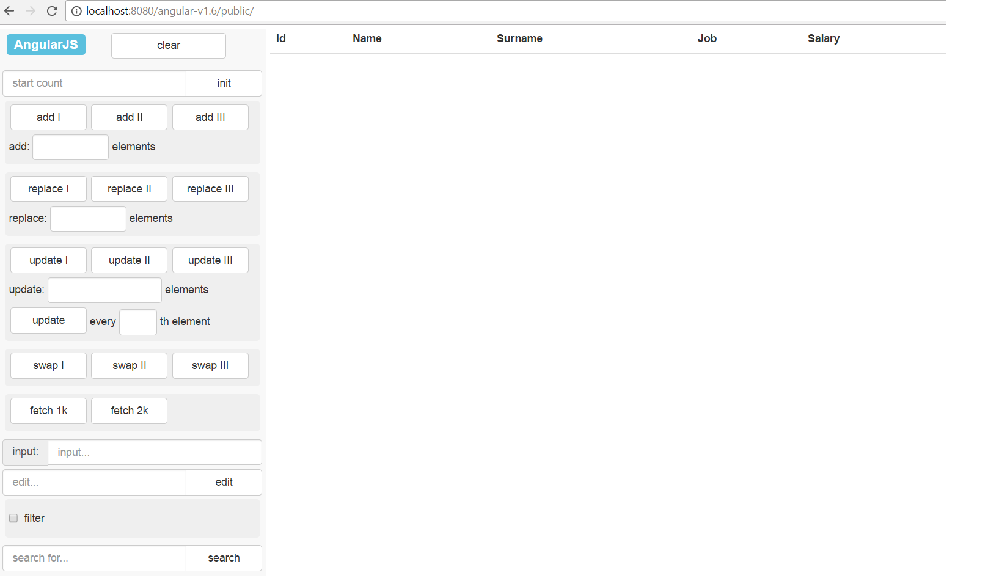 localhost:8080/angular-v1.6/public/
AngularJS clear
Id Name Surname Job Salary
start count init
add I add II add III
add: elements
replace I replace II replace III
replace: elements
update I update II update III
update: elements
update every th element
swap I swap II swap III
fetch 1k fetch 2k
input: input...
edit... edit
filter
search for... search